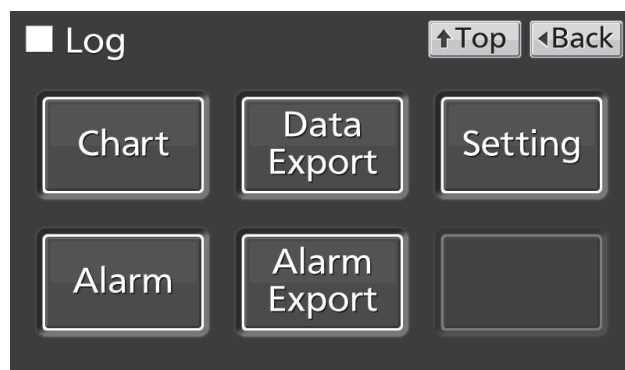 Log
↑Top
◂Back
Chart
Data
Export
Setting
Alarm
Alarm
Export